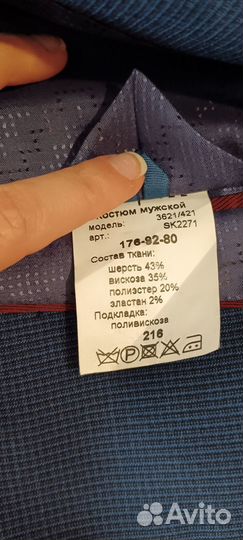 Костюм мужской
модель: 3621/421
арт.: SK2271
176-92-80
Состав ткани:
шерсть 43%
вискоза 35%
полиэстер 20%
эластан 2%
Подкладка:
поливискоза
216
P
Avito